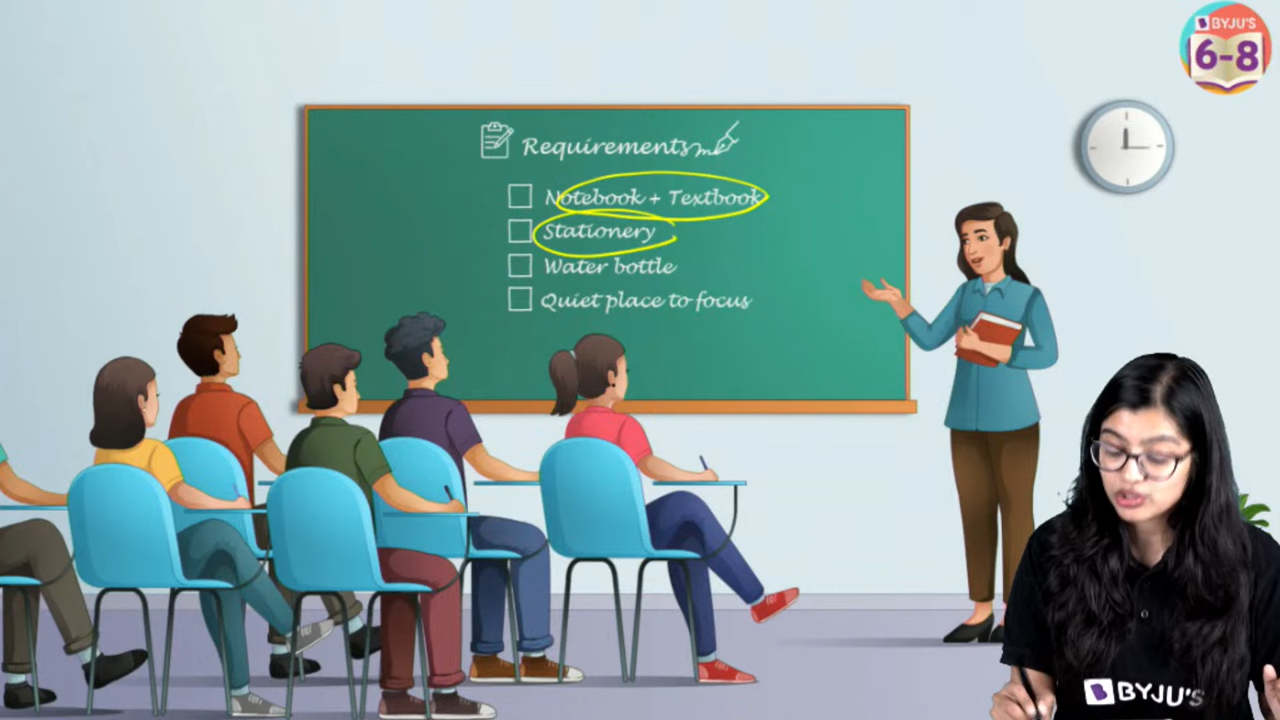 BYJU'S
6-8
Requirements
Notebook + Textbook
Stationery
Water bottle
Quiet place to focus
BYJU'S